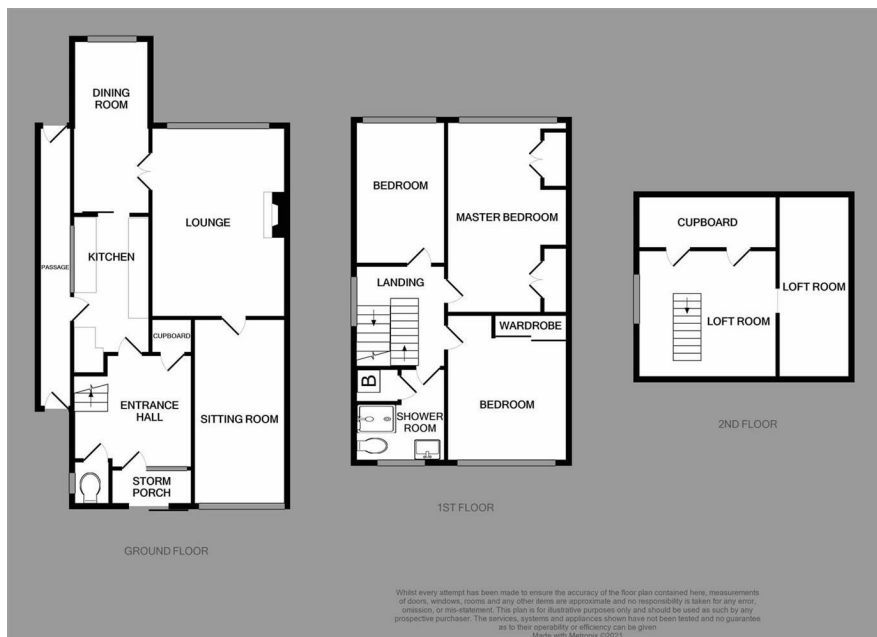 DINING
ROOM
LOUNGE
KITCHEN
PASSAGE
CUPBOARD
ENTRANCE
HALL
SITTING ROOM
STORM
PORCH
GROUND FLOOR
BEDROOM
MASTER BEDROOM
LANDING
WARDROBE
B
SHOWER
ROOM
BEDROOM
1ST FLOOR
CUPBOARD
LOFT ROOM
LOFT ROOM
2ND FLOOR
Whilst every attempt has been made to ensure the accuracy of the floor plan contained here, measurements
of doors, windows, rooms and any other items are approximate and no responsibility is taken for any error,
omission, or mis-statement. This plan is for illustrative purposes only and should be used as such by any
prospective purchaser. The services, systems and appliances shown have not been tested and no guarantee
as to their operability or efficiency can be given
Made with Metropix ©2021